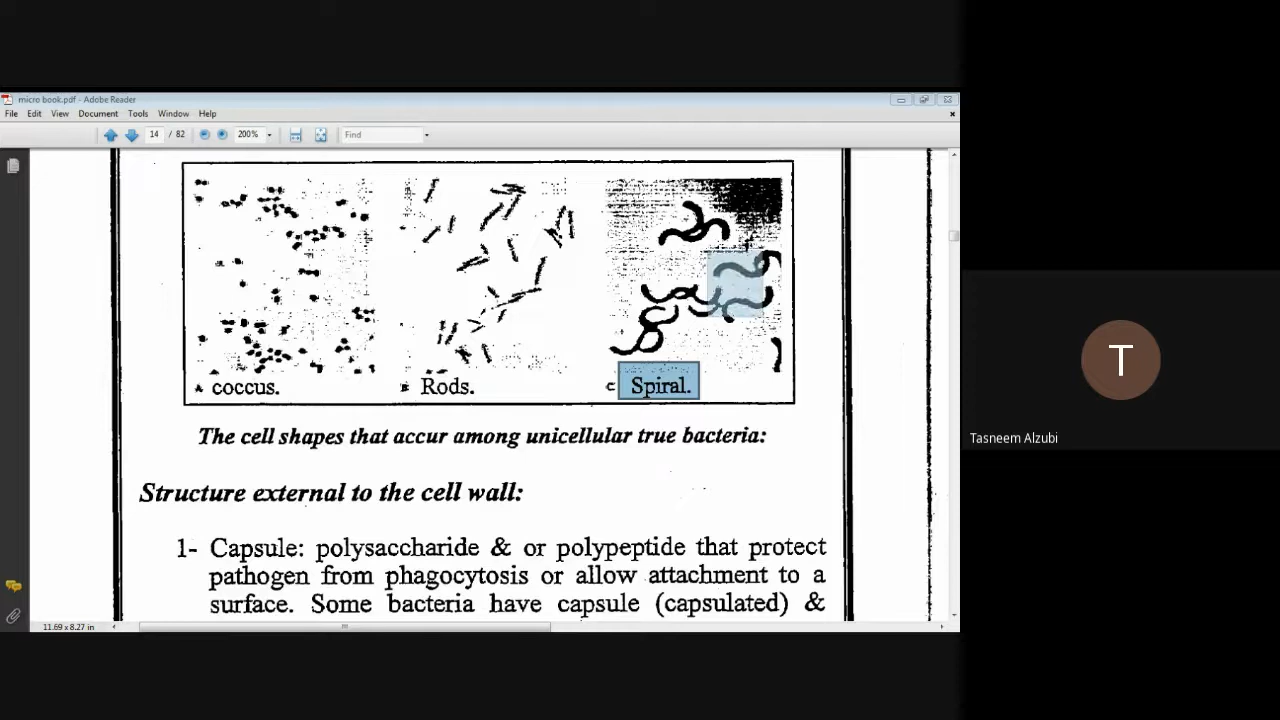 micro book.pdf - Adobe Reader
File Edit View Document Tools Window Help
14 / 82 200% Find
A coccus. B Rods. C Spiral.
The cell shapes that accur among unicellular true bacteria:
Structure external to the cell wall:
1- Capsule: polysaccharide & or polypeptide that protect
pathogen from phagocytosis or allow attachment to a
surface. Some bacteria have capsule (capsulated) &
11.69 x 8.27 in
T
Tasneem Alzubi